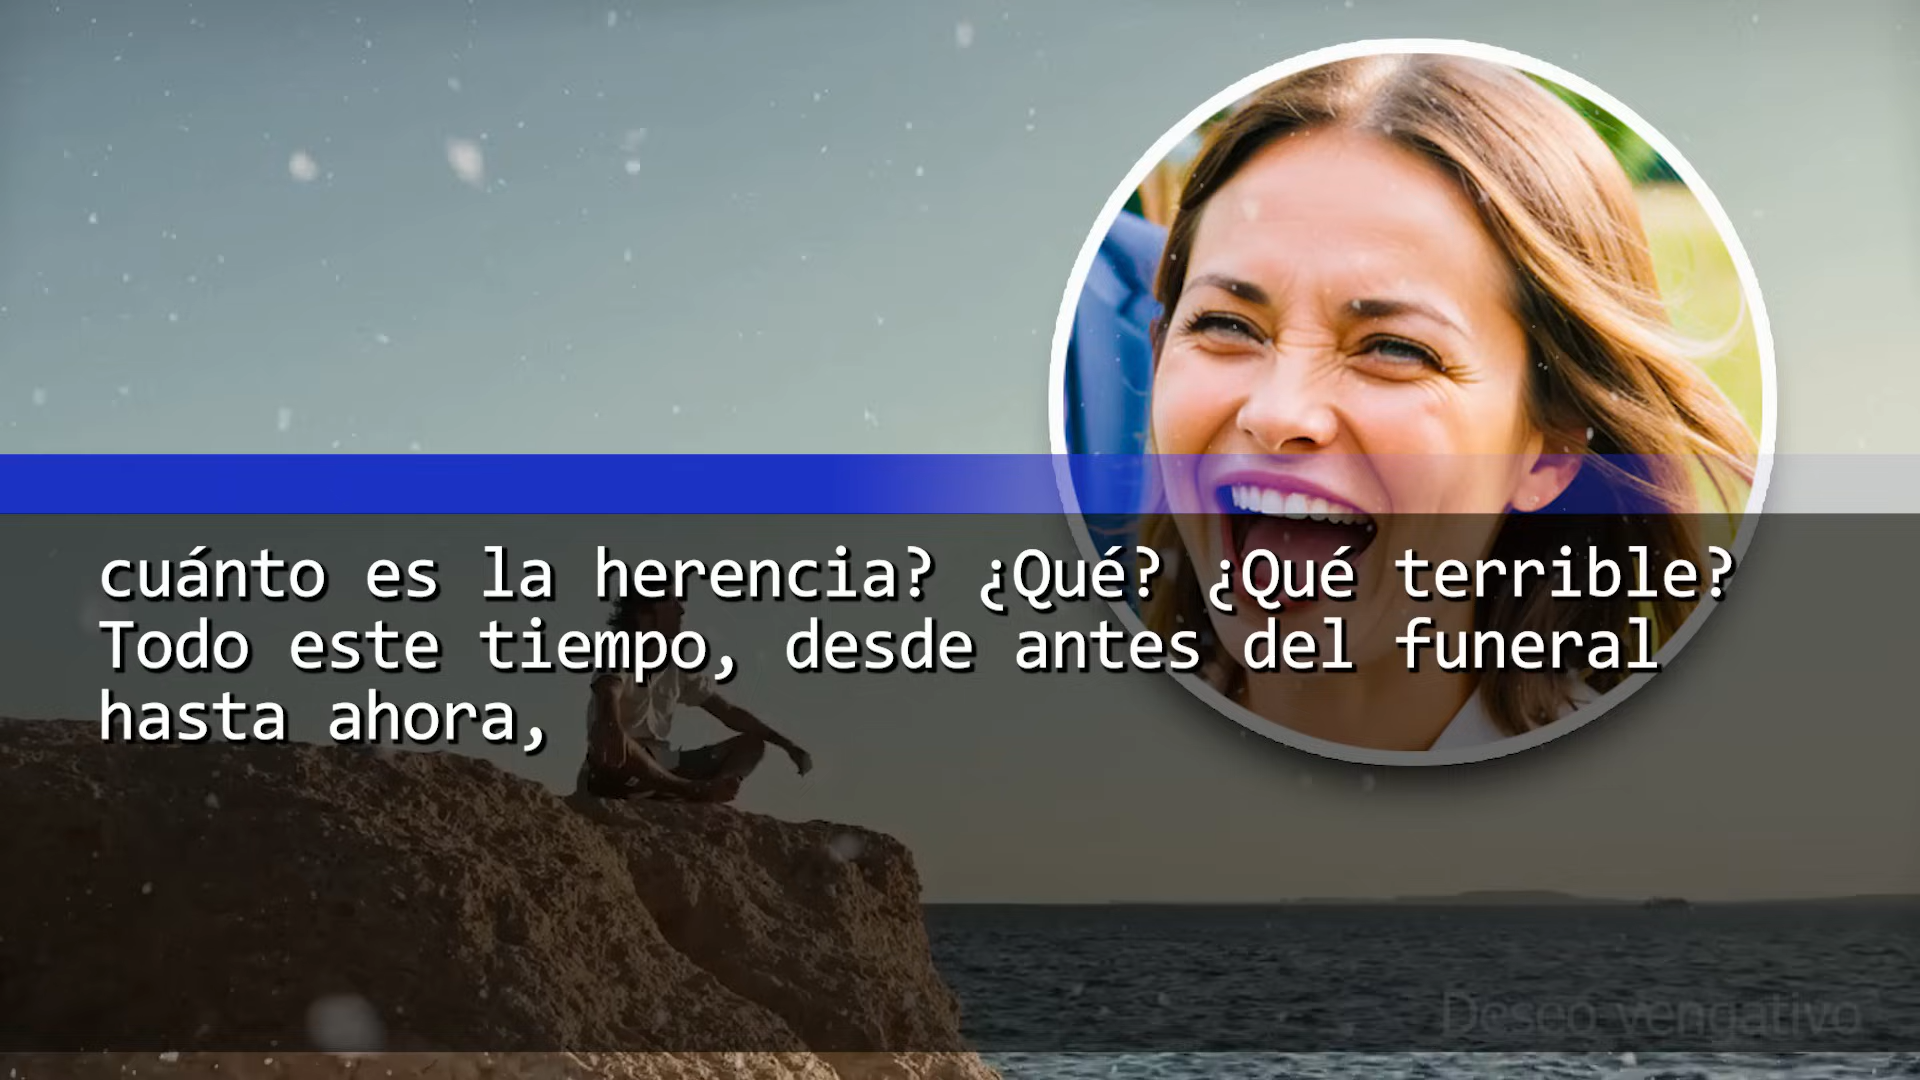 cuánto es la herencia? ¿Qué? ¿Qué terrible?
Todo este tiempo, desde antes del funeral
hasta ahora,
Deseo vengativo